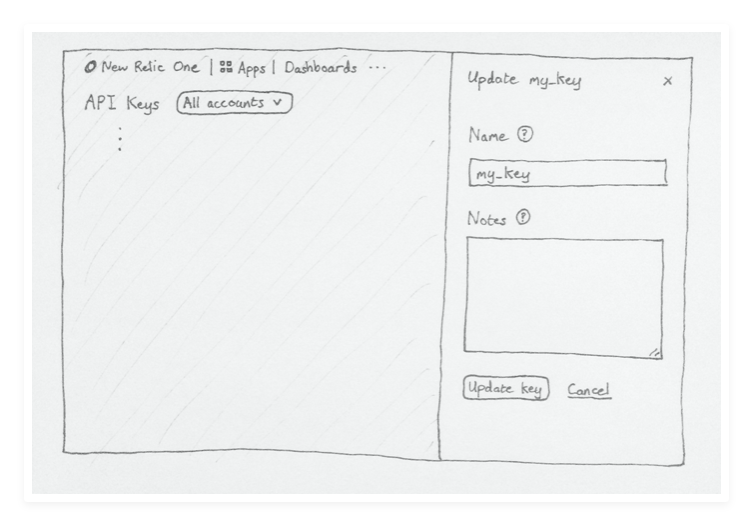 New Relic One | Apps | Dashboards ...
API Keys All accounts
Update my_key x
Name ?
my_key
Notes ?
Update key Cancel